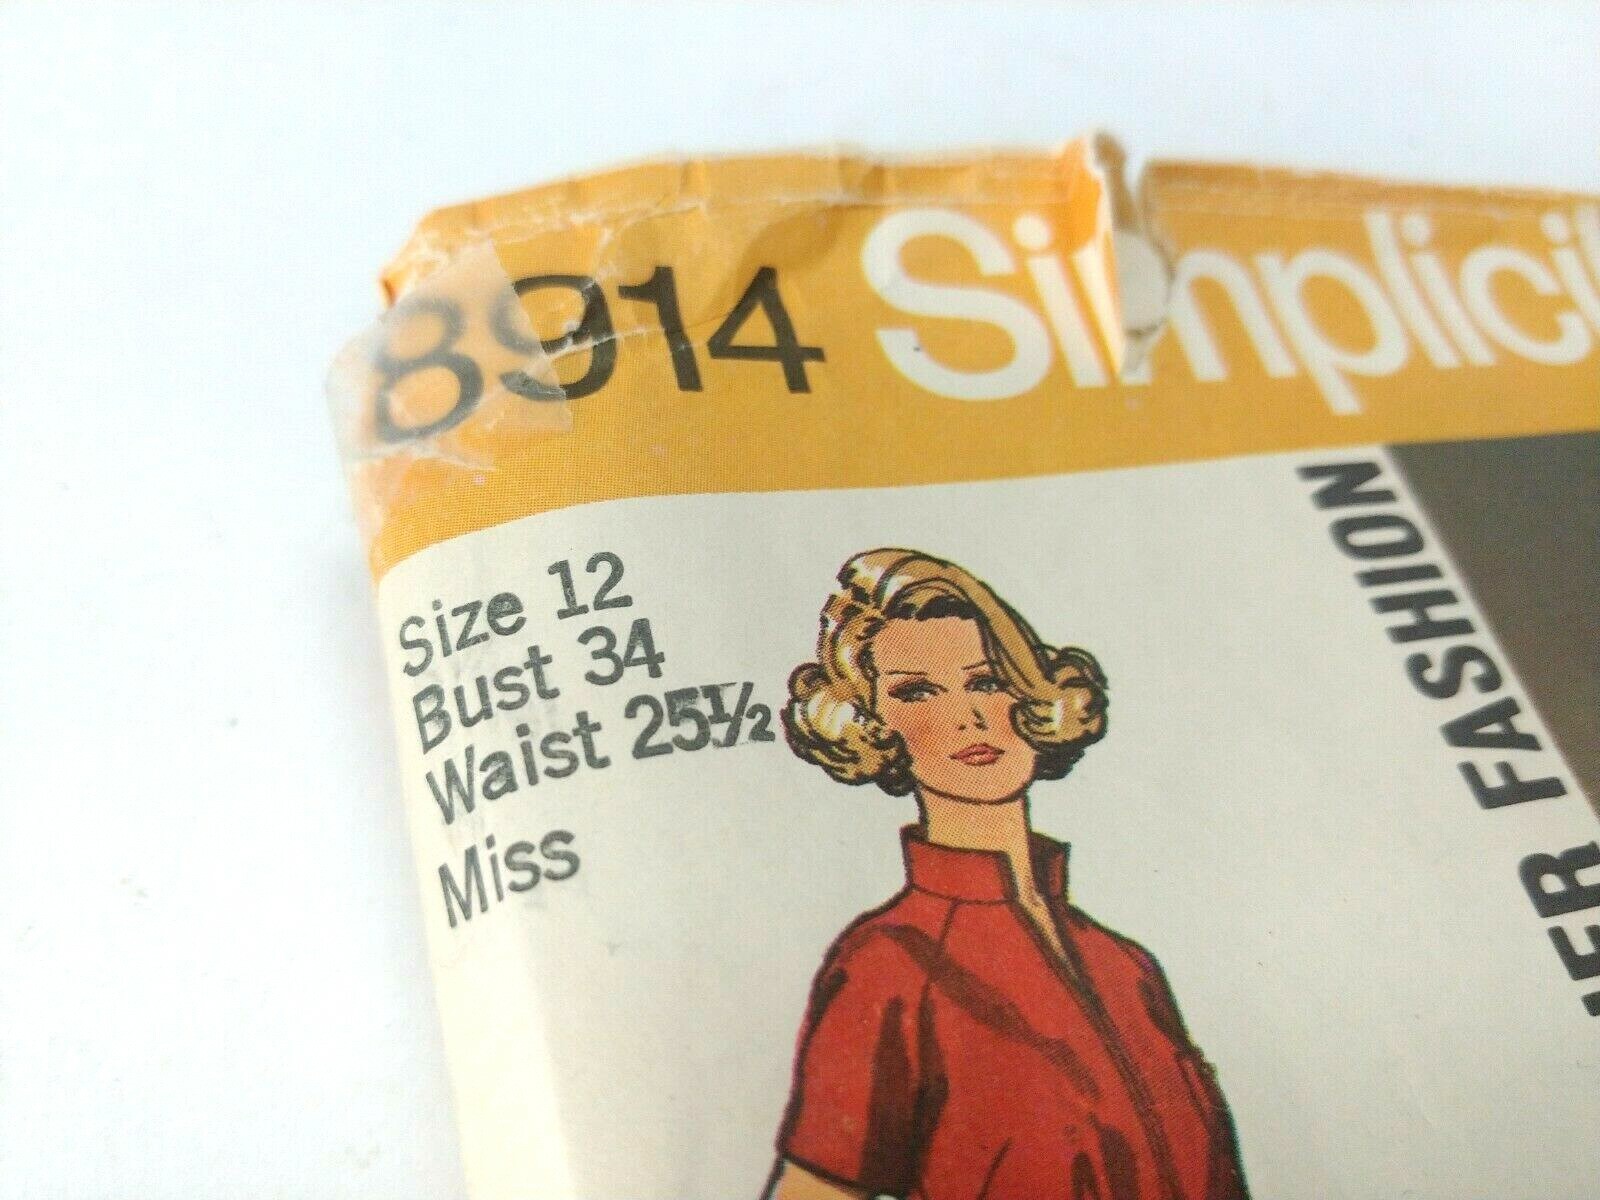 8914 Simplici
Size 12
Bust 34
Waist 25½
Miss
FASHION